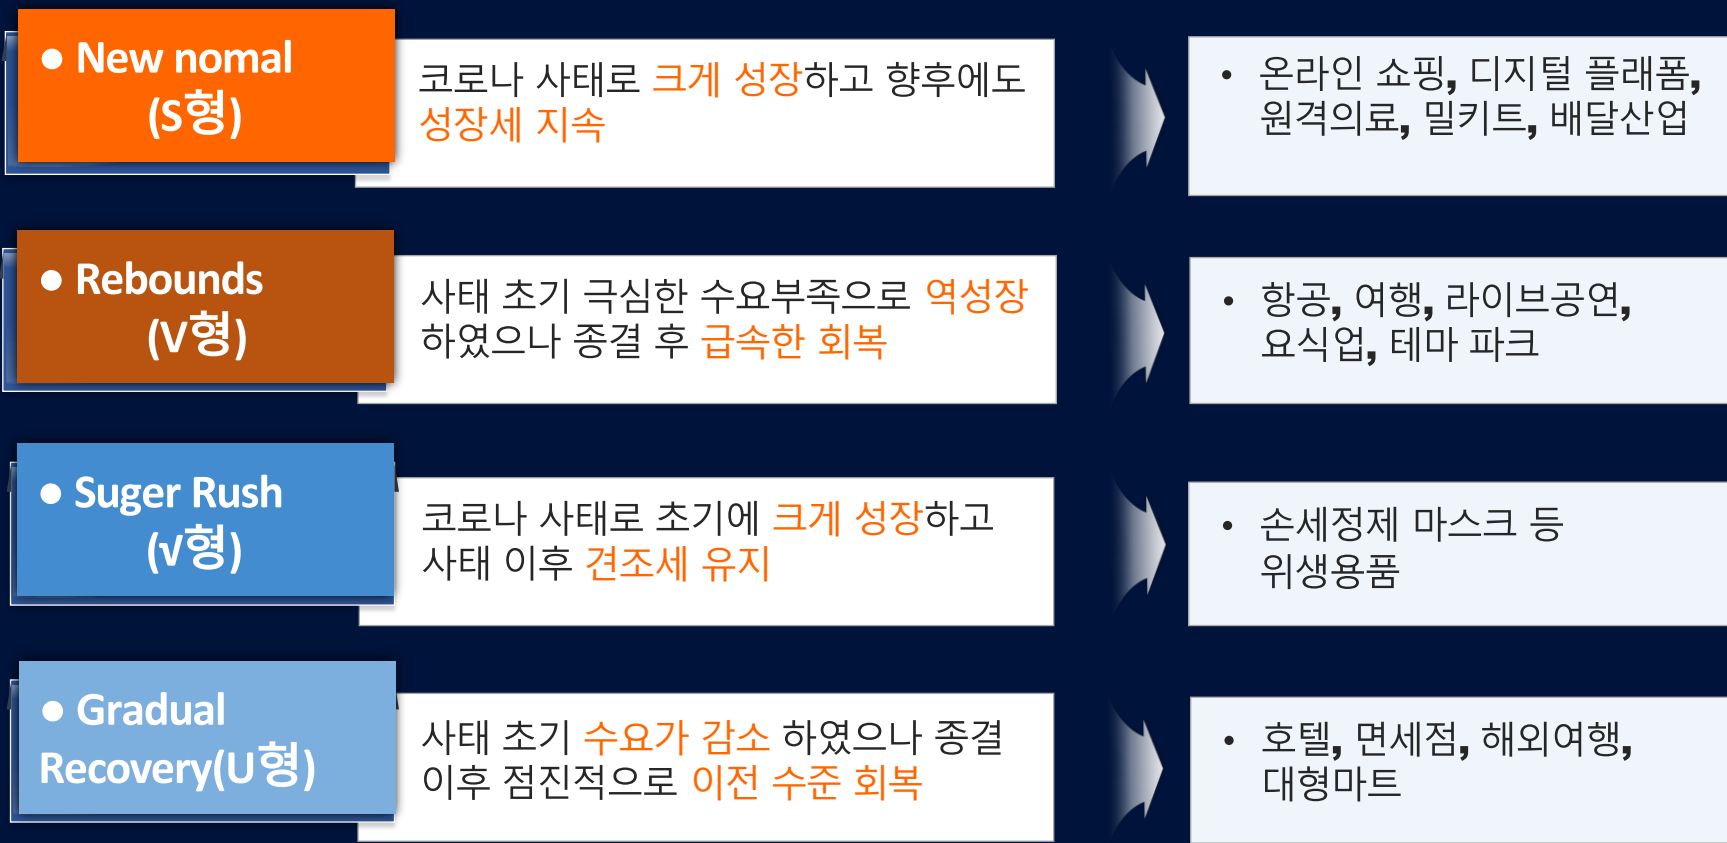 ● New nomal
(S형)
코로나 사태로 크게 성장하고 향후에도
성장세 지속
• 온라인 쇼핑, 디지털 플래폼,
원격의료, 밀키트, 배달산업
● Rebounds
(V형)
사태 초기 극심한 수요부족으로 역성장
하였으나 종결 후 급속한 회복
• 항공, 여행, 라이브공연,
요식업, 테마 파크
● Suger Rush
(√형)
코로나 사태로 초기에 크게 성장하고
사태 이후 견조세 유지
• 손세정제 마스크 등
위생용품
● Gradual
Recovery(U형)
사태 초기 수요가 감소 하였으나 종결
이후 점진적으로 이전 수준 회복
• 호텔, 면세점, 해외여행,
대형마트